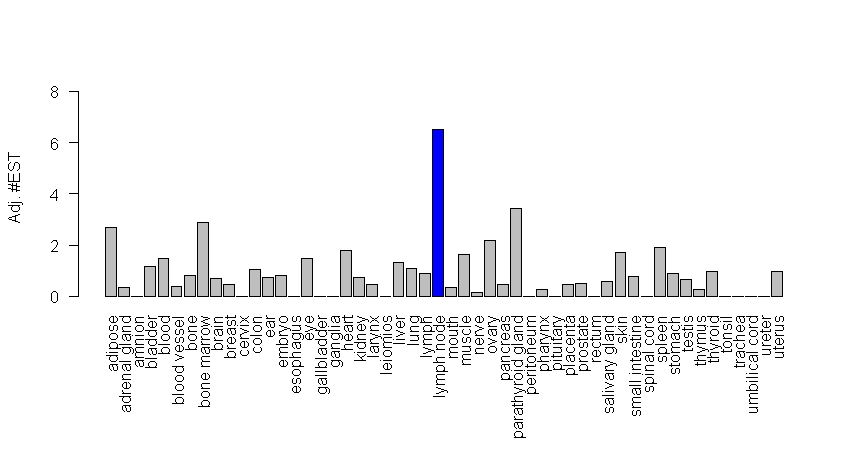 8
6
4
2
0
Adj. #EST
adipose
adrenal gland
amnion
bladder
blood
blood vessel
bone
bone marrow
brain
breast
cervix
colon
ear
embryo
esophagus
eye
gallbladder
ganglia
heart
kidney
larynx
leiomios
liver
lung
lymph
lymph node
mouth
muscle
nerve
ovary
pancreas
parathyroid gland
peritoneum
pharynx
pituitary
placenta
prostate
rectum
salivary gland
skin
small intestine
spinal cord
spleen
stomach
testis
thymus
thyroid
tonsil
trachea
umbilical cord
ureter
uterus